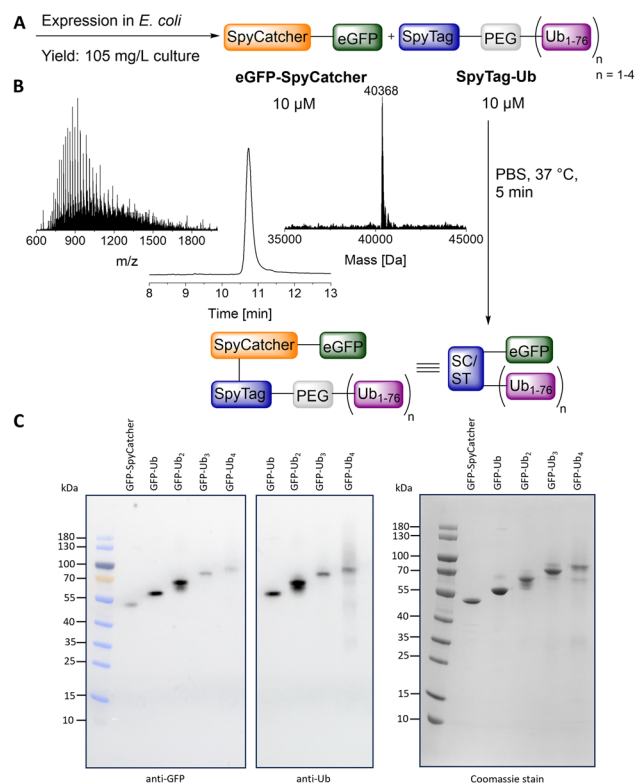 A
Expression in E. coli
Yield: 105 mg/L culture
SpyCatcher eGFP + SpyTag PEG (Ub1-76)n
n = 1-4
eGFP-SpyCatcher SpyTag-Ub
B
10 µM 10 µM
40368
PBS, 37 °C,
5 min
600 900 1200 1500 1800
m/z
35000 40000 45000
Mass [Da]
8 9 10 11 12 13
Time [min]
SpyCatcher eGFP
SpyTag PEG (Ub1-76)n
SC/
ST
eGFP
(Ub1-76)n
C
GFP-SpyCatcher
GFP-Ub
GFP-Ub2
GFP-Ub3
GFP-Ub4
kDa
180
130
100
70
55
40
35
25
15
10
anti-GFP
GFP-Ub
GFP-Ub2
GFP-Ub3
GFP-Ub4
anti-Ub
GFP-SpyCatcher
GFP-Ub
GFP-Ub2
GFP-Ub3
GFP-Ub4
kDa
180
130
100
70
55
40
35
25
15
10
Coomassie stain